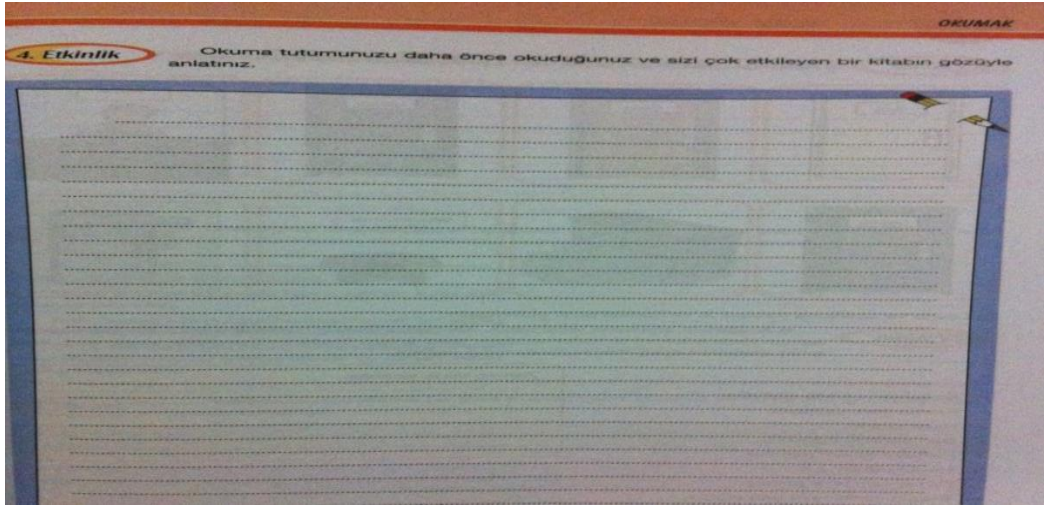 OKUMAK
4. Etkinlik
Okuma tutumunuzu daha önce okuduğunuz ve sizi çok etkileyen bir kitabın gözüyle
anlatınız.